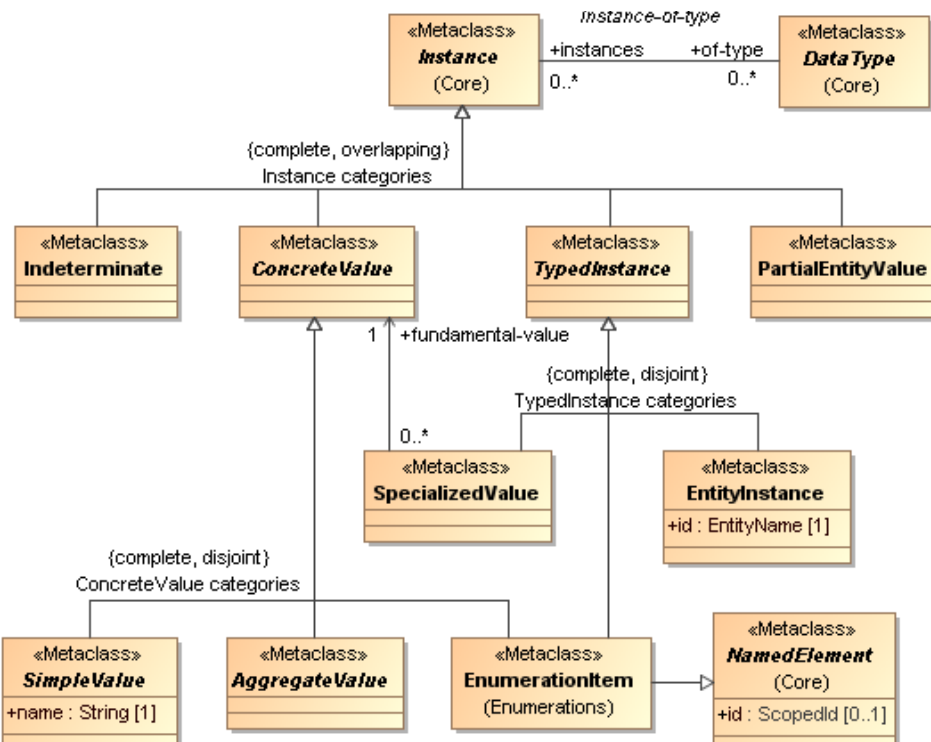 instance-of-type
«Metaclass»
Instance
(Core)
+instances
0..*
+of-type
0..*
«Metaclass»
DataType
(Core)
{complete, overlapping}
Instance categories
«Metaclass»
Indeterminate
«Metaclass»
ConcreteValue
«Metaclass»
TypedInstance
«Metaclass»
PartialEntityValue
1
+fundamental-value
{complete, disjoint}
TypedInstance categories
0..*
«Metaclass»
SpecializedValue
«Metaclass»
EntityInstance
+id : EntityName [1]
{complete, disjoint}
ConcreteValue categories
«Metaclass»
SimpleValue
+name : String [1]
«Metaclass»
AggregateValue
«Metaclass»
EnumerationItem
(Enumerations)
«Metaclass»
NamedElement
(Core)
+id : ScopedId [0..1]